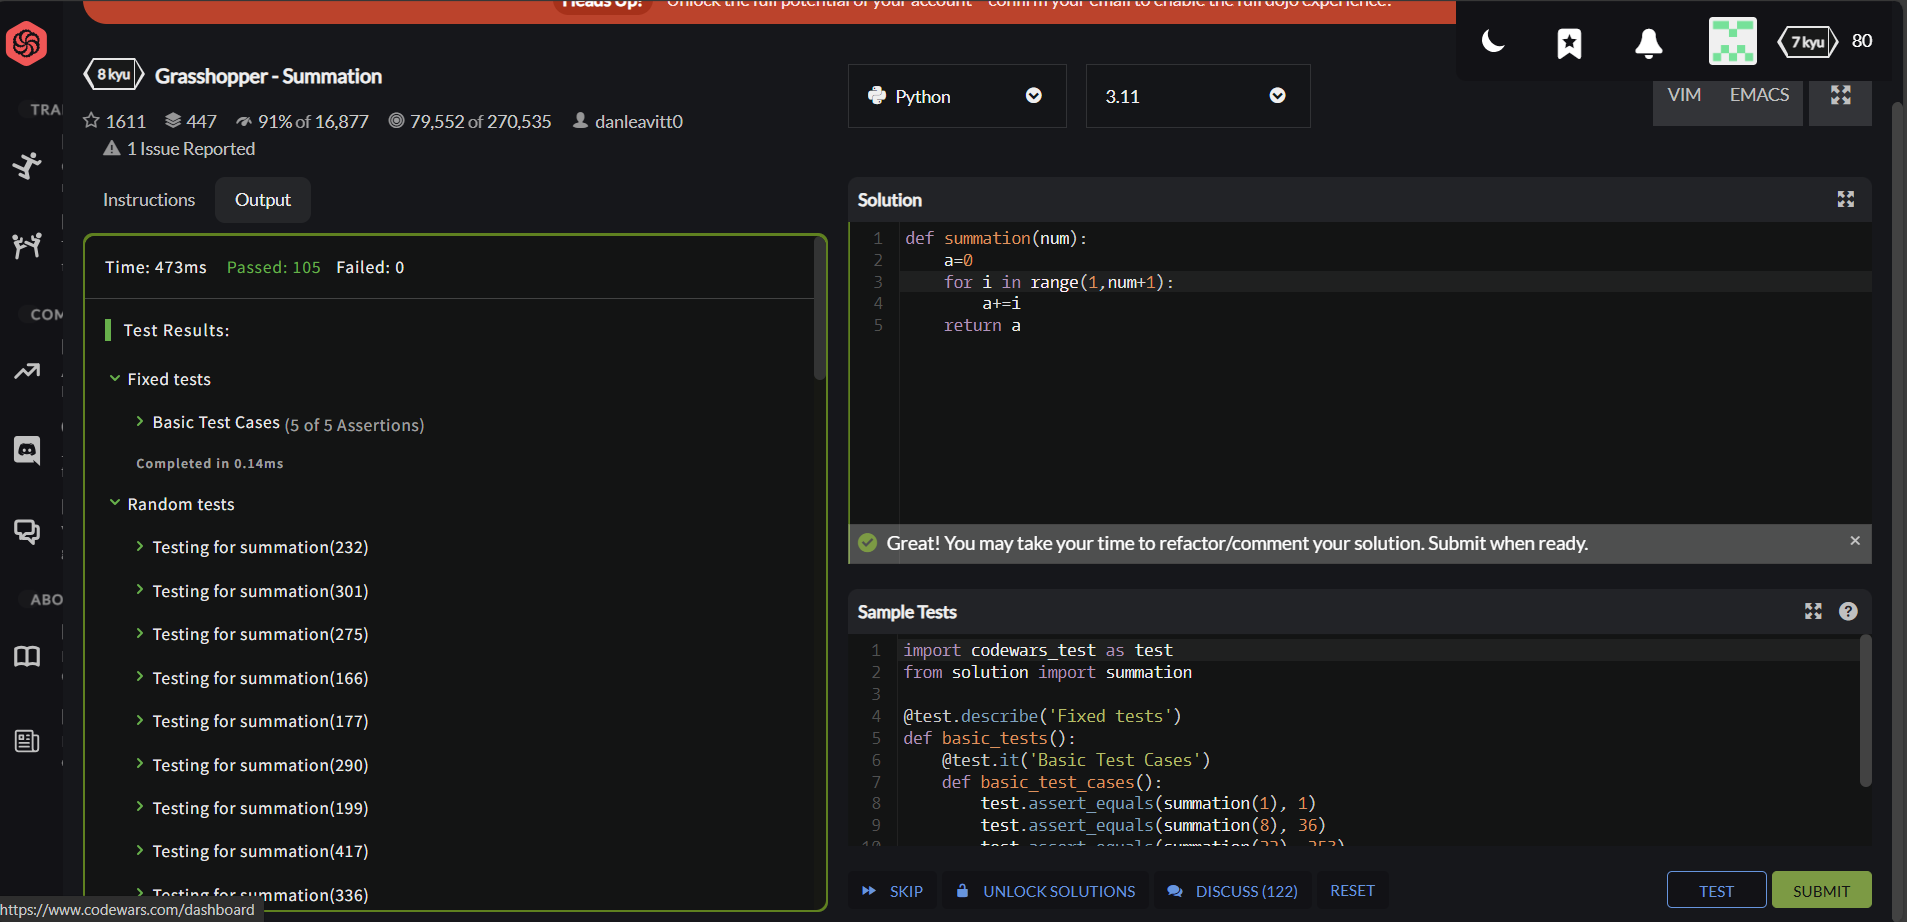 Heads Up! Unlock the full potential of your account - confirm your email to enable the full dojo experience.
7 kyu 80
8 kyu Grasshopper - Summation
TRA
1611 447 91% of 16,877 79,552 of 270,535 danleavitt0
1 Issue Reported
Python 3.11 VIM EMACS
Instructions Output
Time: 473ms Passed: 105 Failed: 0
Test Results:
COM
Fixed tests
Basic Test Cases (5 of 5 Assertions)
Completed in 0.14ms
Random tests
Testing for summation(232)
Testing for summation(301)
ABO
Testing for summation(275)
Testing for summation(166)
Testing for summation(177)
Testing for summation(290)
Testing for summation(199)
Testing for summation(417)
Testing for summation(336)
https://www.codewars.com/dashboard
Solution
1 def summation(num):
2 a=0
3 for i in range(1,num+1):
4 a+=i
5 return a
Great! You may take your time to refactor/comment your solution. Submit when ready.
Sample Tests
1 import codewars_test as test
2 from solution import summation
3
4 @test.describe('Fixed tests')
5 def basic_tests():
6 @test.it('Basic Test Cases')
7 def basic_test_cases():
8 test.assert_equals(summation(1), 1)
9 test.assert_equals(summation(8), 36)
10 test.assert_equals(summation(22), 253)
SKIP UNLOCK SOLUTIONS DISCUSS (122) RESET TEST SUBMIT